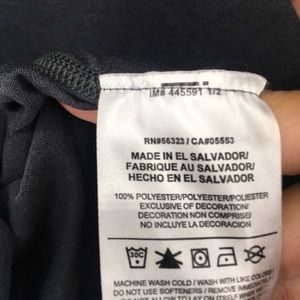 IM# 445591 1/2
RN#56323 / CA#05553
MADE IN EL SALVADOR/
FABRIQUE AU SALVADOR/
HECHO EN EL SALVADOR
100% POLYESTER/POLYESTER/POLIESTER
EXCLUSIVE OF DECORATION/
DECORATION NON COMPRISE/
NO INCLUYE LA DECORACION
30C
MACHINE WASH COLD / WASH WITH LIKE COLORS /
DO NOT USE SOFTENERS / REMOVE IMMEDIATELY